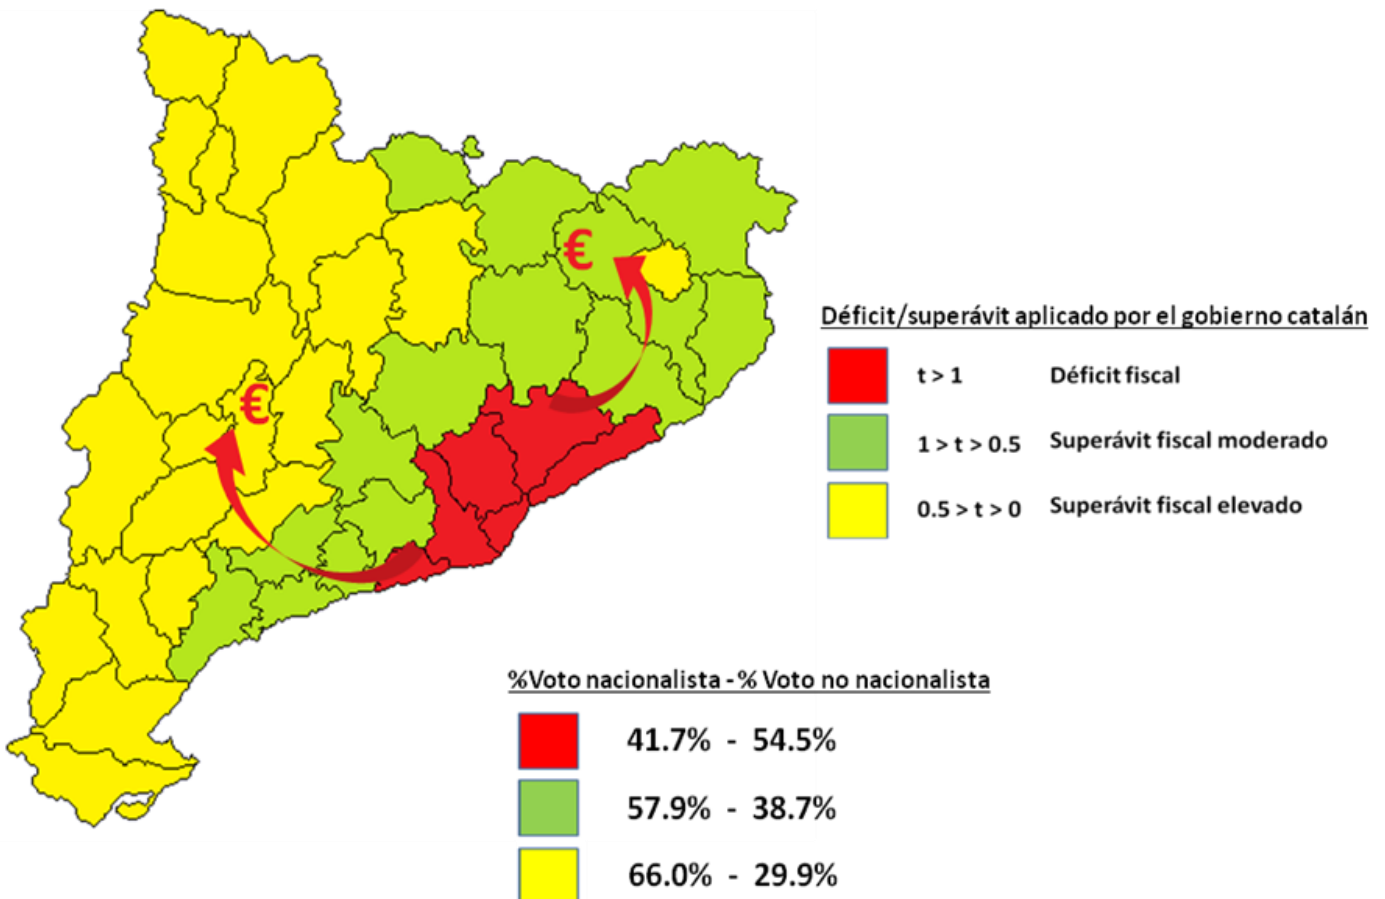 €
€
Déficit/superávit aplicado por el gobierno catalán
t > 1 Déficit fiscal
1 > t > 0.5 Superávit fiscal moderado
0.5 > t > 0 Superávit fiscal elevado
%Voto nacionalista - % Voto no nacionalista
41.7% - 54.5%
57.9% - 38.7%
66.0% - 29.9%